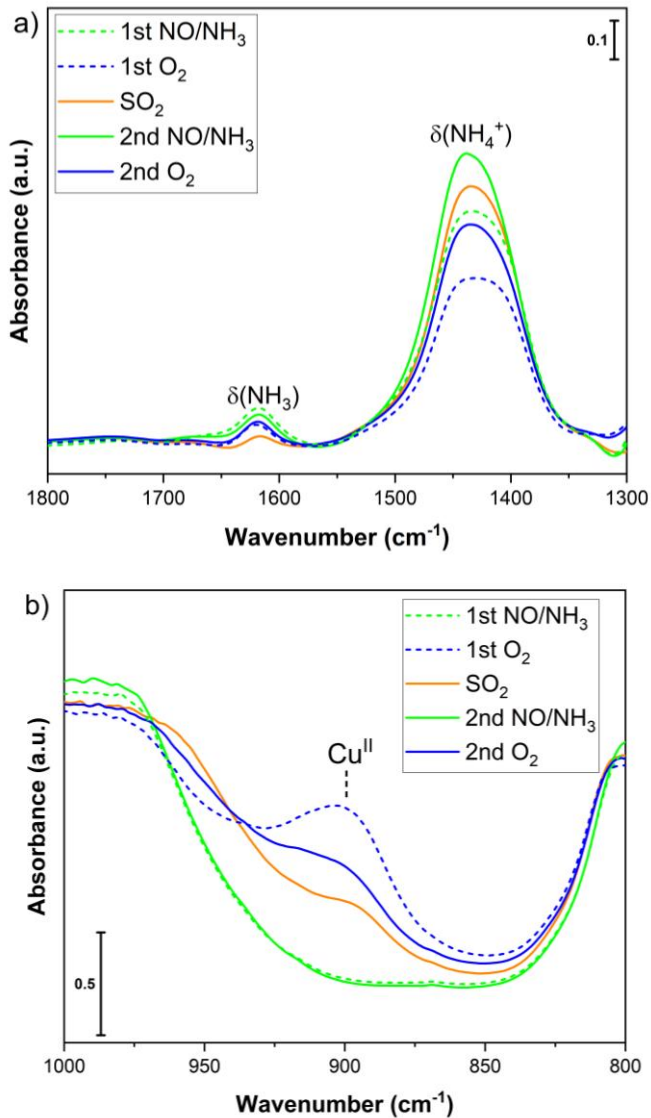 a)
1st NO/NH₃
1st O₂
SO₂
2nd NO/NH₃
2nd O₂
0.1
δ(NH₄⁺)
δ(NH₃)
Absorbance (a.u.)
1800 1700 1600 1500 1400 1300
Wavenumber (cm⁻¹)
b)
1st NO/NH₃
1st O₂
SO₂
2nd NO/NH₃
2nd O₂
Cuᴵᴵ
Absorbance (a.u.)
0.5
1000 950 900 850 800
Wavenumber (cm⁻¹)